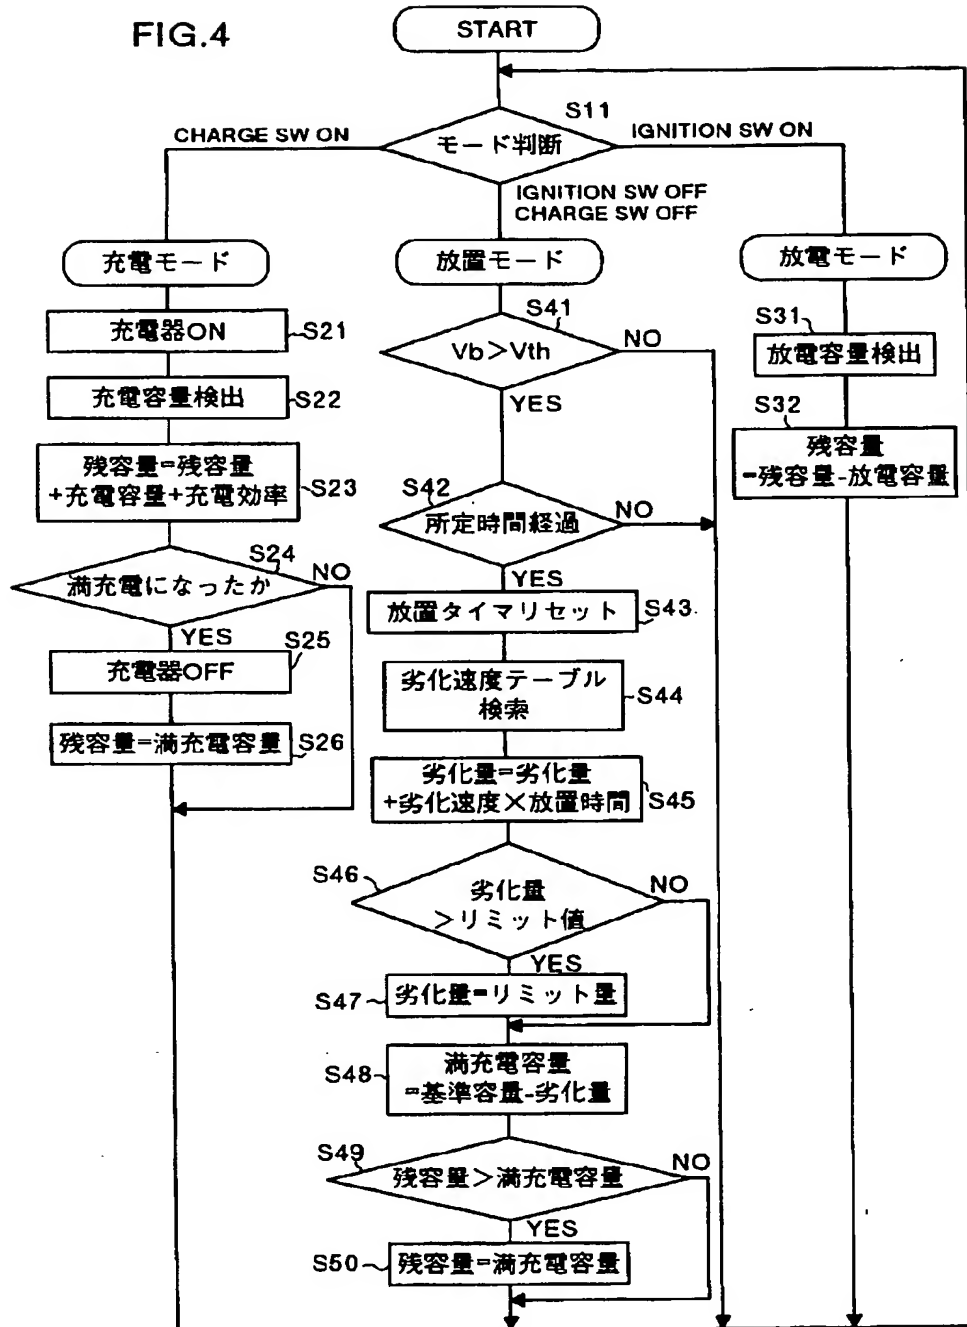 FIG.4
START
S11
モード判断
CHARGE SW ON
IGNITION SW ON
IGNITION SW OFF
CHARGE SW OFF
充電モード
充電器ON
S21
充電容量検出
S22
残容量=残容量
+充電容量+充電効率
S23
S24
満充電になったか
NO
YES
S25
充電器OFF
残容量=満充電容量
S26
放置モード
S41
Vb>Vth
NO
YES
S42
所定時間経過
NO
YES
放置タイマリセット
S43
劣化速度テーブル
検索
S44
劣化量=劣化量
+劣化速度×放置時間
S45
S46
劣化量
>リミット値
NO
YES
S47
劣化量=リミット量
S48
満充電容量
=基準容量-劣化量
S49
残容量>満充電容量
NO
YES
S50
残容量=満充電容量
放電モード
S31
放電容量検出
S32
残容量
=残容量-放電容量